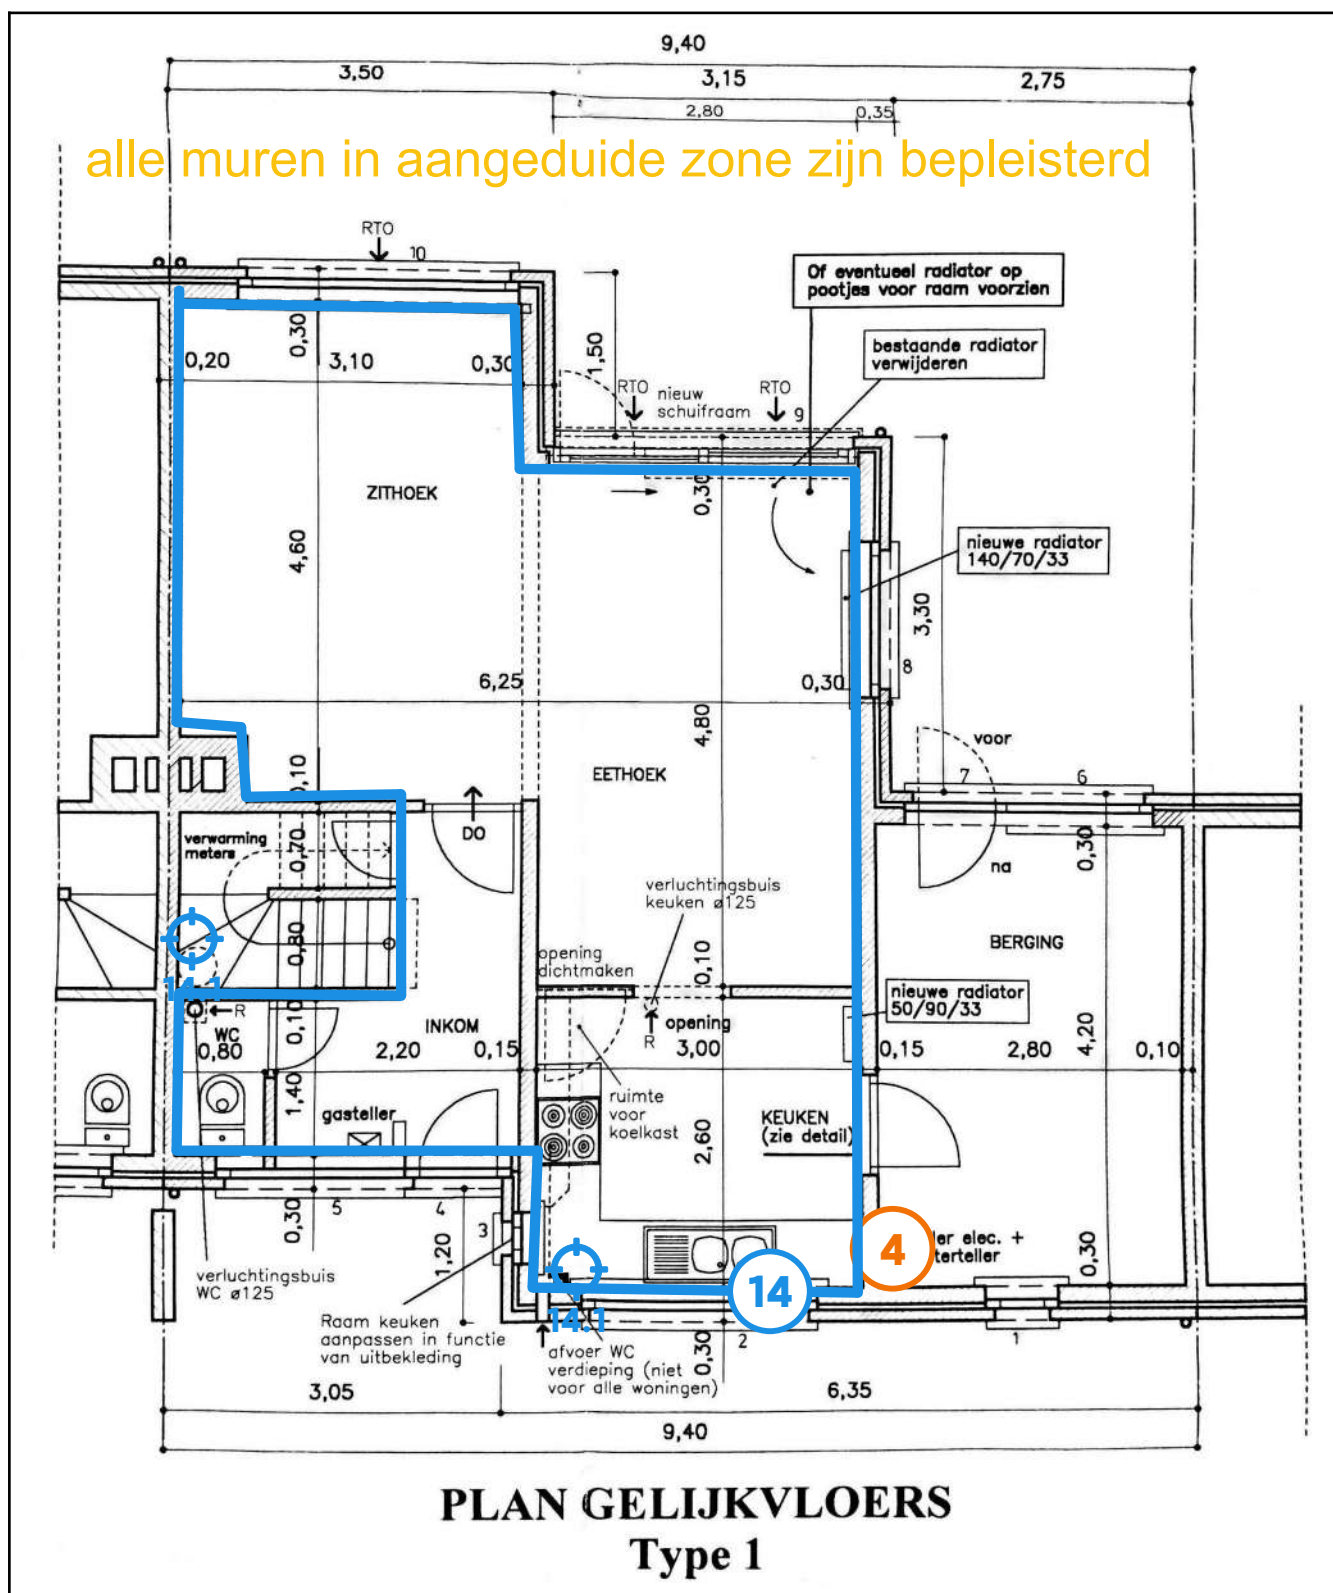 9,40
3,50
3,15
2,75
2,80
0,35
alle muren in aangeduide zone zijn bepleisterd
RTO
10
Of eventueel radiator op
pootjes voor raam voorzien
0,30
1,50
bestaande radiator
verwijderen
0,20
3,10
0,30
RTO
nieuw
schuifraam
RTO
9
ZITHOEK
0,30
4,60
nieuwe radiator
140/70/33
3,30
8
6,25
0,30
4,80
voor
EETHOEK
7
6
0,10
DO
verwarming
meters
0,70
0,30
na
verluchtingsbuis
keuken ø125
0,80
BERGING
opening
dichtmaken
0,10
14.1
nieuwe radiator
50/90/33
R
WC
INKOM
R
opening
0,10
4,20
0,80
2,20
0,15
3,00
0,15
2,80
0,10
1,40
gasteller
ruimte
voor
koelkast
KEUKEN
(zie detail)
2,60
5
4
3
0,30
1,20
4
ler elec. +
terteller
0,30
14
verluchtingsbuis
WC ø125
Raam keuken
aanpassen in functie
van uitbekleding
14.1
2
1
afvoer WC
verdieping (niet
voor alle woningen)
0,30
3,05
6,35
9,40
PLAN GELIJKVLOERS
Type 1